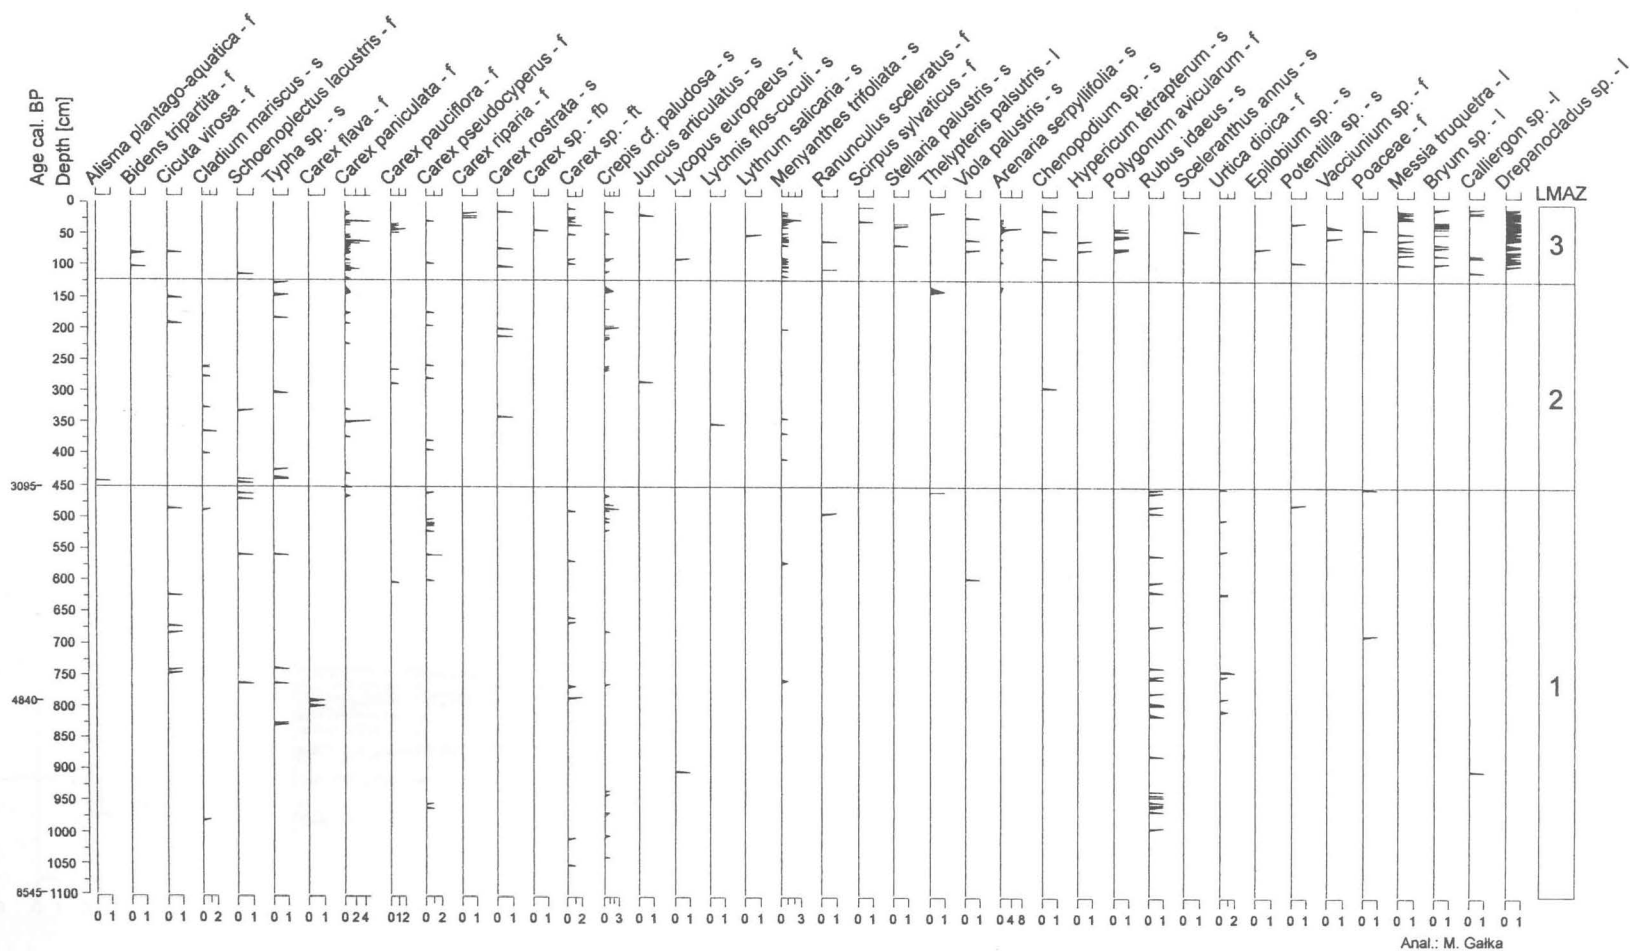 Age cal. BP
Depth [cm]
Alisma plantago-aquatica - f
Bidens tripartita - f
Cicuta virosa - f
Cladium mariscus - s
Schoenoplectus lacustris - f
Typha sp. - s
Carex flava - f
Carex paniculata - f
Carex pauciflora - f
Carex pseudocyperus - f
Carex riparia - f
Carex rostrata - s
Carex sp. - fb
Carex sp. - ft
Crepis cf. paludosa - s
Juncus articulatus - s
Lycopus europaeus - f
Lychnis flos-cuculi - s
Lythrum salicaria - s
Menyanthes trifoliata - s
Ranunculus sceleratus - f
Scirpus sylvaticus - f
Stellaria palustris - s
Thelypteris palsutris - l
Viola palustris - s
Arenaria serpyllifolia - s
Chenopodium sp. - s
Hypericum tetrapterum - s
Polygonum avicularum - f
Rubus idaeus - s
Sceleranthus annus - s
Urtica dioica - f
Epilobium sp. - s
Potentilla sp. - s
Vaccinium sp. - f
Poaceae - f
Messia truquetra - l
Bryum sp. - l
Calliergon sp. -l
Drepanocladus sp. - l
LMAZ
0
50
100
3
150
200
250
300
350
2
400
3095 450
500
550
600
650
700
750
1
4840 800
850
900
950
1000
1050
8545 1100
0 1 0 1 0 1 0 2 0 1 0 1 0 1 0 2 4 0 1 2 0 2 0 1 0 1 0 1 0 2 0 3 0 1 0 1 0 1 0 1 0 3 0 1 0 1 0 1 0 1 0 1 0 4 8 0 1 0 1 0 1 0 1 0 1 0 2 0 1 0 1 0 1 0 1 0 1 0 1 0 1 0 1
Anal.: M. Gałka